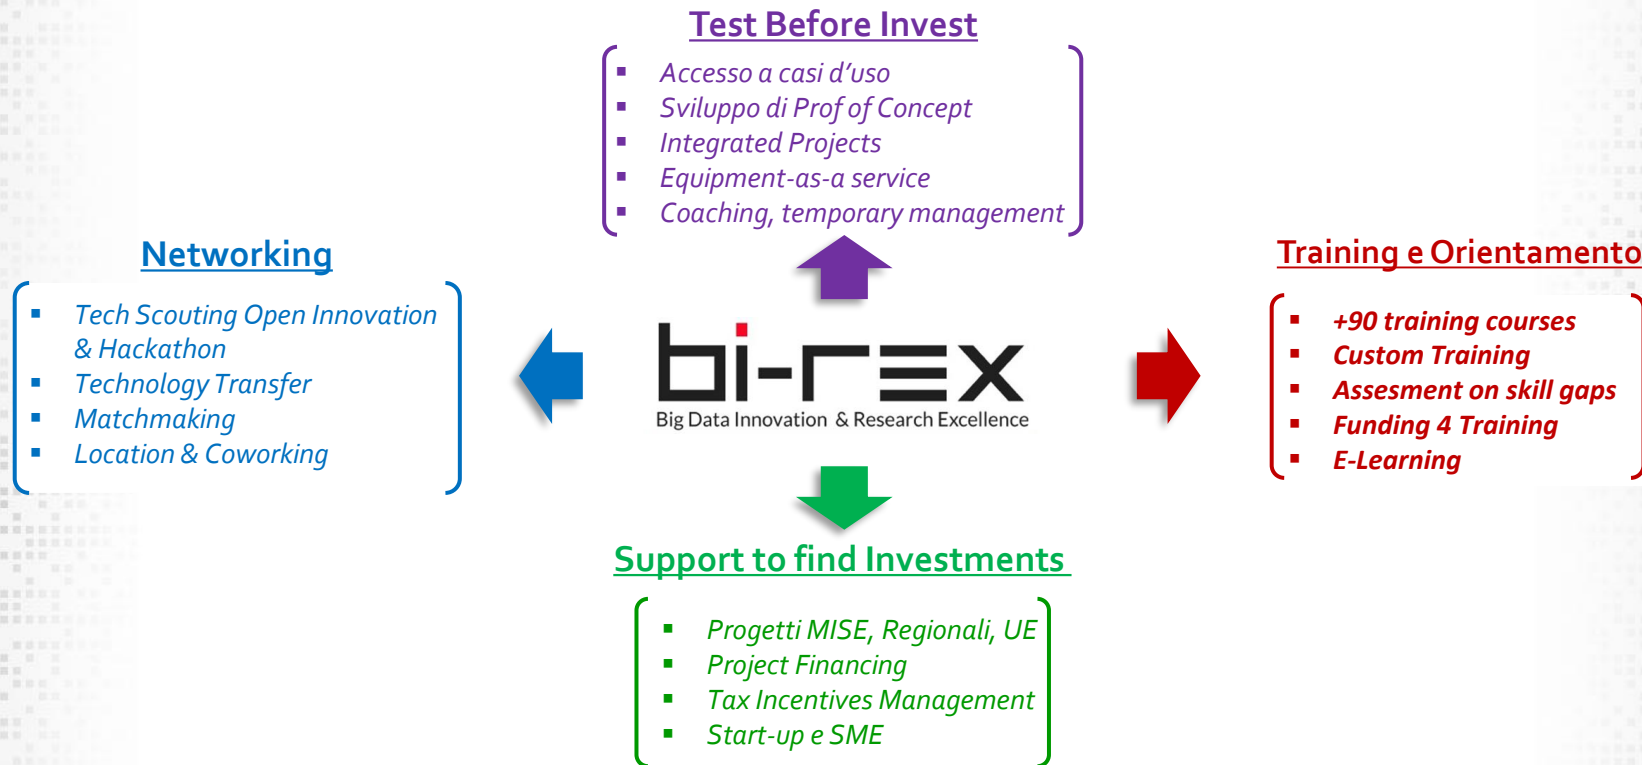 Test Before Invest
▪ Accesso a casi d’uso
▪ Sviluppo di Prof of Concept
▪ Integrated Projects
▪ Equipment-as-a service
▪ Coaching, temporary management
Networking
▪ Tech Scouting Open Innovation
& Hackathon
▪ Technology Transfer
▪ Matchmaking
▪ Location & Coworking
bi-rex
Big Data Innovation & Research Excellence
Training e Orientamento
▪ +90 training courses
▪ Custom Training
▪ Assesment on skill gaps
▪ Funding 4 Training
▪ E-Learning
Support to find Investments
▪ Progetti MISE, Regionali, UE
▪ Project Financing
▪ Tax Incentives Management
▪ Start-up e SME